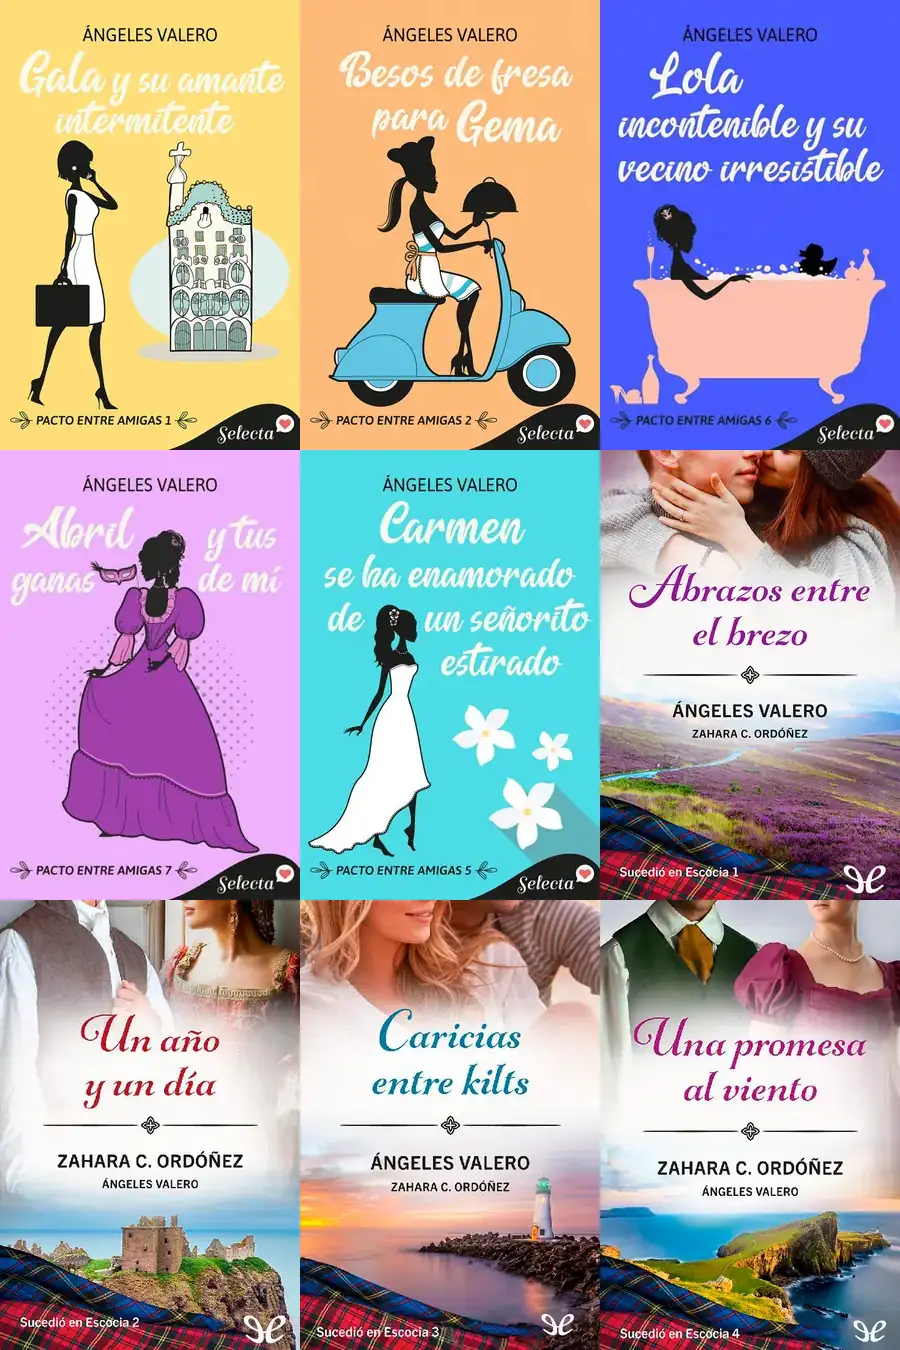 ÁNGELES VALERO
Gala y su amante
intermitente
PACTO ENTRE AMIGAS 1
Selecta
ÁNGELES VALERO
Besos de fresa
para Gema
PACTO ENTRE AMIGAS 2
Selecta
ÁNGELES VALERO
Lola
incontenible y su
vecino irresistible
PACTO ENTRE AMIGAS 6
Selecta
ÁNGELES VALERO
Abril y tus
ganas de mí
PACTO ENTRE AMIGAS 7
Selecta
ÁNGELES VALERO
Carmen
se ha enamorado
de un señorito
estirado
PACTO ENTRE AMIGAS 5
Selecta
Abrazos entre
el brezo
ÁNGELES VALERO
ZAHARA C. ORDÓÑEZ
Sucedió en Escocia 1
Un año
y un día
ZAHARA C. ORDÓÑEZ
ÁNGELES VALERO
Sucedió en Escocia 2
Caricias
entre kilts
ÁNGELES VALERO
ZAHARA C. ORDÓÑEZ
Sucedió en Escocia 3
Una promesa
al viento
ZAHARA C. ORDÓÑEZ
ÁNGELES VALERO
Sucedió en Escocia 4